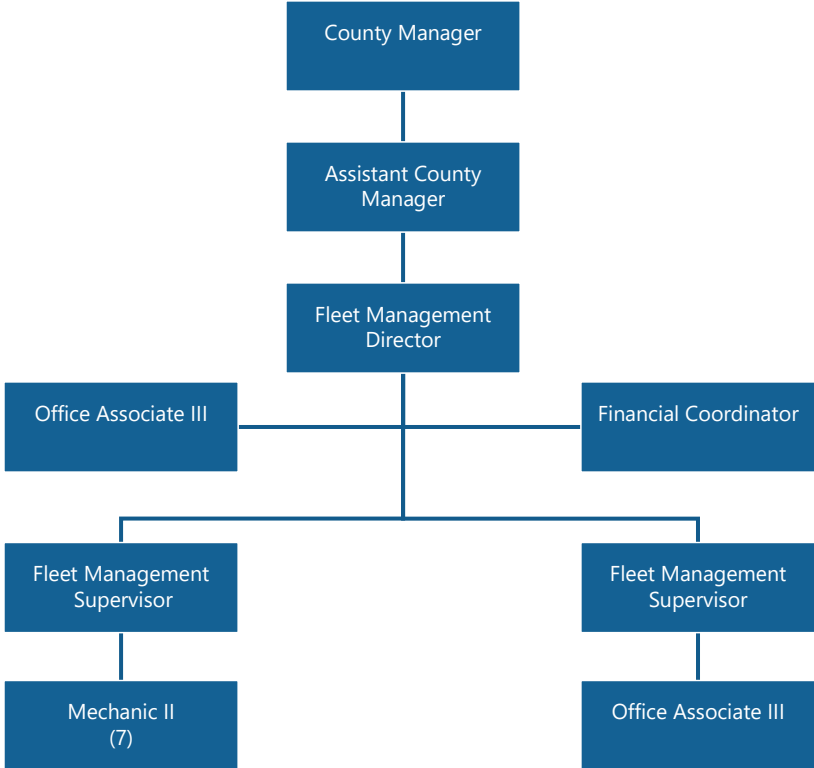 County Manager
Assistant County
Manager
Fleet Management
Director
Office Associate III
Financial Coordinator
Fleet Management
Supervisor
Fleet Management
Supervisor
Mechanic II
(7)
Office Associate III